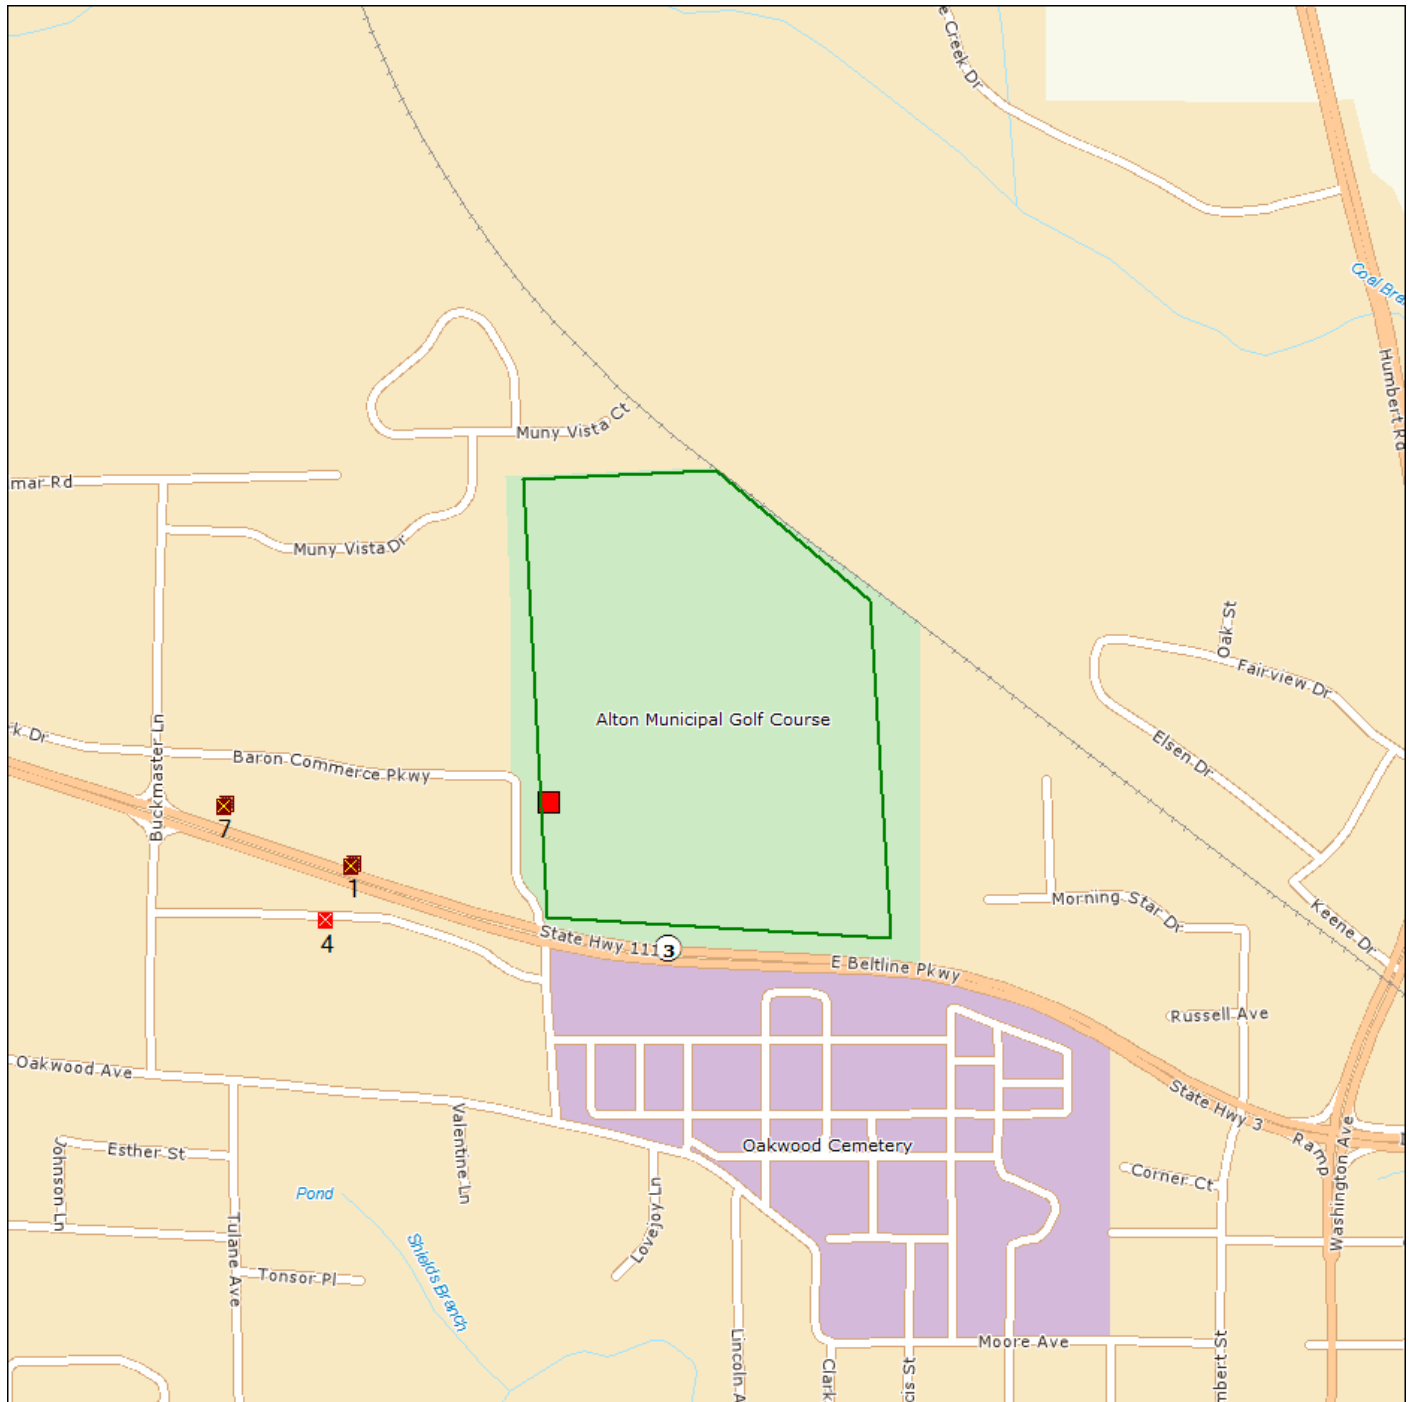 e Creek Dr
Coal Bra
Humbert Rd
Muny Vista Ct
mar Rd
Muny Vista Dr
Oak St
Fairview Dr
Alton Municipal Golf Course
Elsen Dr
rk Dr
Buckmaster Ln
Baron Commerce Pkwy
7
1
4
Morning Star Dr
Keene Dr
State Hwy 111
3
E Beltline Pkwy
Russell Ave
Oakwood Ave
State Hwy 3
Ramp
Washington Ave
Valentine Ln
Oakwood Cemetery
Johnson Ln
Esther St
Corner Ct
Pond
Lovejoy Ln
Tulane Ave
Shields Branch
Tonsor Pl
Lincoln A
Moore Ave
Clark
cis St
mbert St